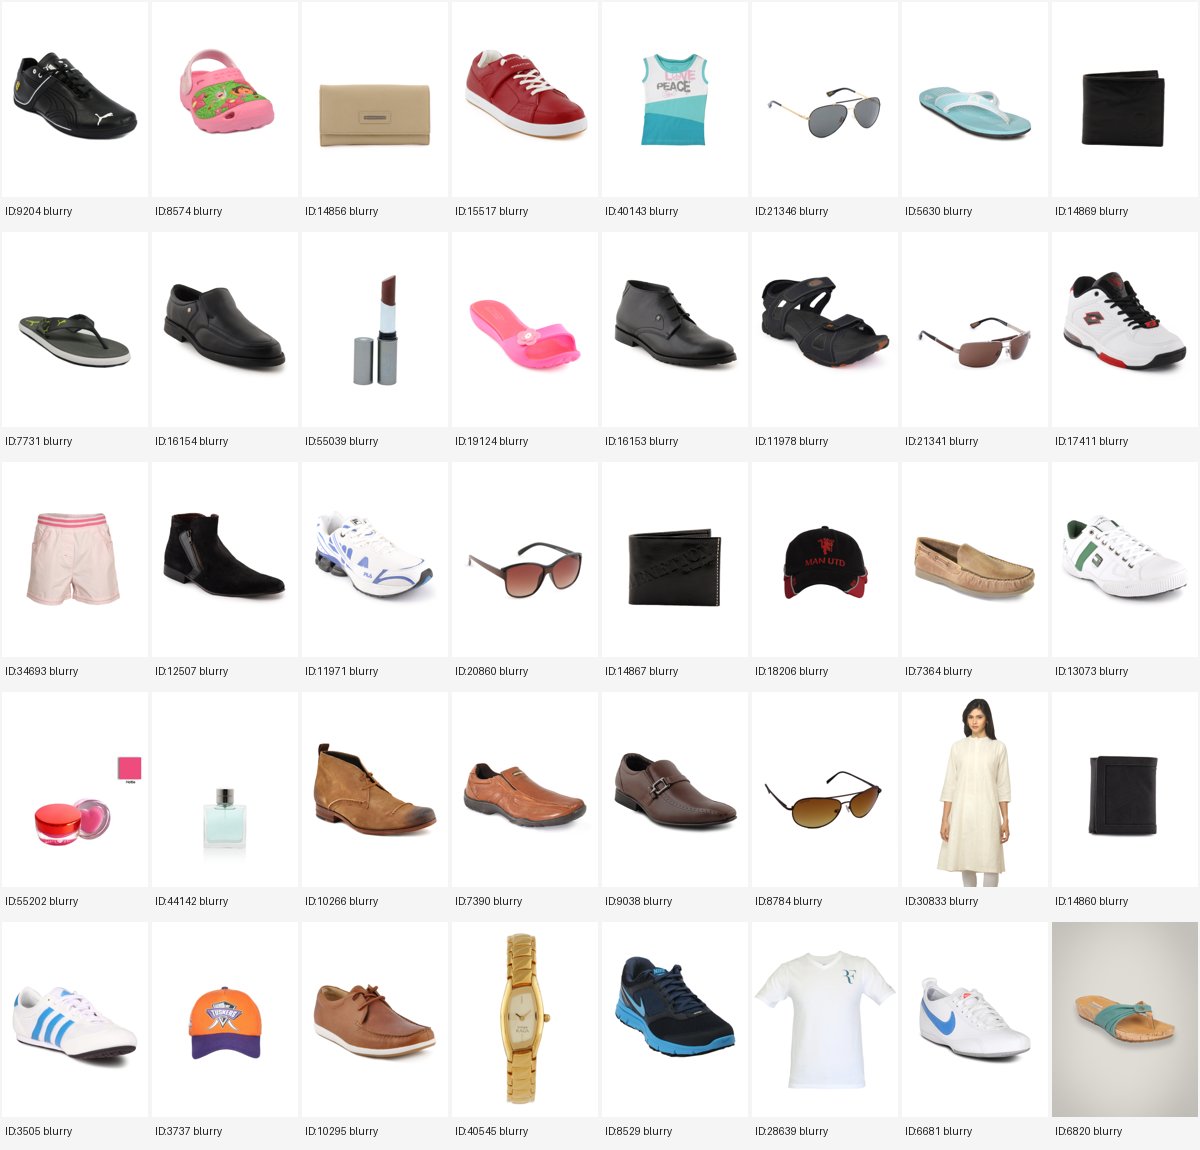 ID:9204 blurry
ID:8574 blurry
ID:14856 blurry
ID:15517 blurry
ID:40143 blurry
ID:21346 blurry
ID:5630 blurry
ID:14869 blurry
LOVE
PEACE
ID:7731 blurry
ID:16154 blurry
ID:55039 blurry
ID:19124 blurry
ID:16153 blurry
ID:11978 blurry
ID:21341 blurry
ID:17411 blurry
FILA
MAN UTD
ID:34693 blurry
ID:12507 blurry
ID:11971 blurry
ID:20860 blurry
ID:14867 blurry
ID:18206 blurry
ID:7364 blurry
ID:13073 blurry
ID:55202 blurry
ID:44142 blurry
ID:10266 blurry
ID:7390 blurry
ID:9038 blurry
ID:8784 blurry
ID:30833 blurry
ID:14860 blurry
TUSKERS
RF
ID:3505 blurry
ID:3737 blurry
ID:10295 blurry
ID:40545 blurry
ID:8529 blurry
ID:28639 blurry
ID:6681 blurry
ID:6820 blurry